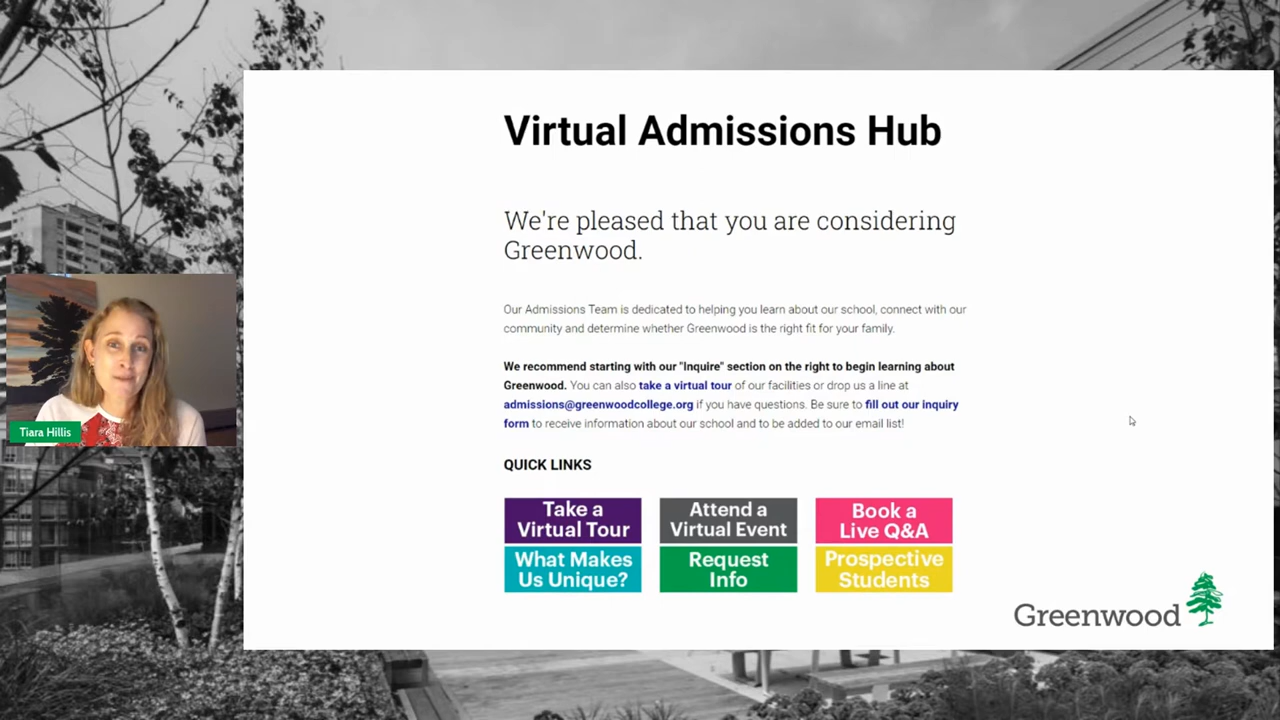 Virtual Admissions Hub
We're pleased that you are considering
Greenwood.
Our Admissions Team is dedicated to helping you learn about our school, connect with our
community and determine whether Greenwood is the right fit for your family.
We recommend starting with our "Inquire" section on the right to begin learning about
Greenwood. You can also take a virtual tour of our facilities or drop us a line at
admissions@greenwoodcollege.org if you have questions. Be sure to fill out our inquiry
form to receive information about our school and to be added to our email list!
Tiara Hillis
QUICK LINKS
Take a
Virtual Tour
Attend a
Virtual Event
Book a
Live Q&A
What Makes
Us Unique?
Request
Info
Prospective
Students
Greenwood